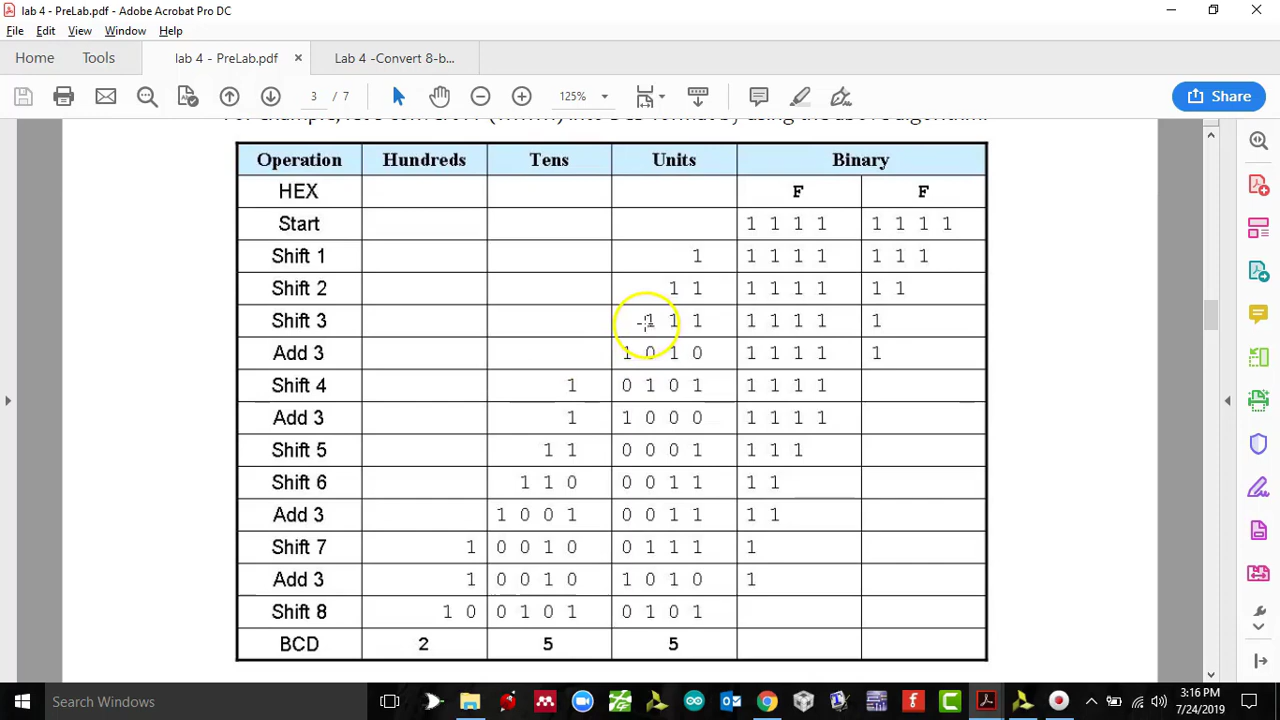 lab 4 - PreLab.pdf - Adobe Acrobat Pro DC
File Edit View Window Help
Home Tools lab 4 - PreLab.pdf × Lab 4 -Convert 8-b...
3 / 7 125% Share
Operation Hundreds Tens Units Binary
HEX F F
Start 1 1 1 1 1 1 1 1
Shift 1 1 1 1 1 1 1 1 1
Shift 2 1 1 1 1 1 1 1 1
Shift 3 1 1 1 1 1 1 1 1
Add 3 1 0 1 0 1 1 1 1 1
Shift 4 1 0 1 0 1 1 1 1 1
Add 3 1 1 0 0 0 1 1 1 1
Shift 5 1 1 0 0 0 1 1 1 1
Shift 6 1 1 0 0 0 1 1 1 1
Add 3 1 0 0 1 0 0 1 1 1 1
Shift 7 1 0 0 1 0 0 1 1 1 1
Add 3 1 0 0 1 0 1 0 1 0 1
Shift 8 1 0 0 1 0 1 0 1 0 1
BCD 2 5 5
Search Windows
3:16 PM
7/24/2019